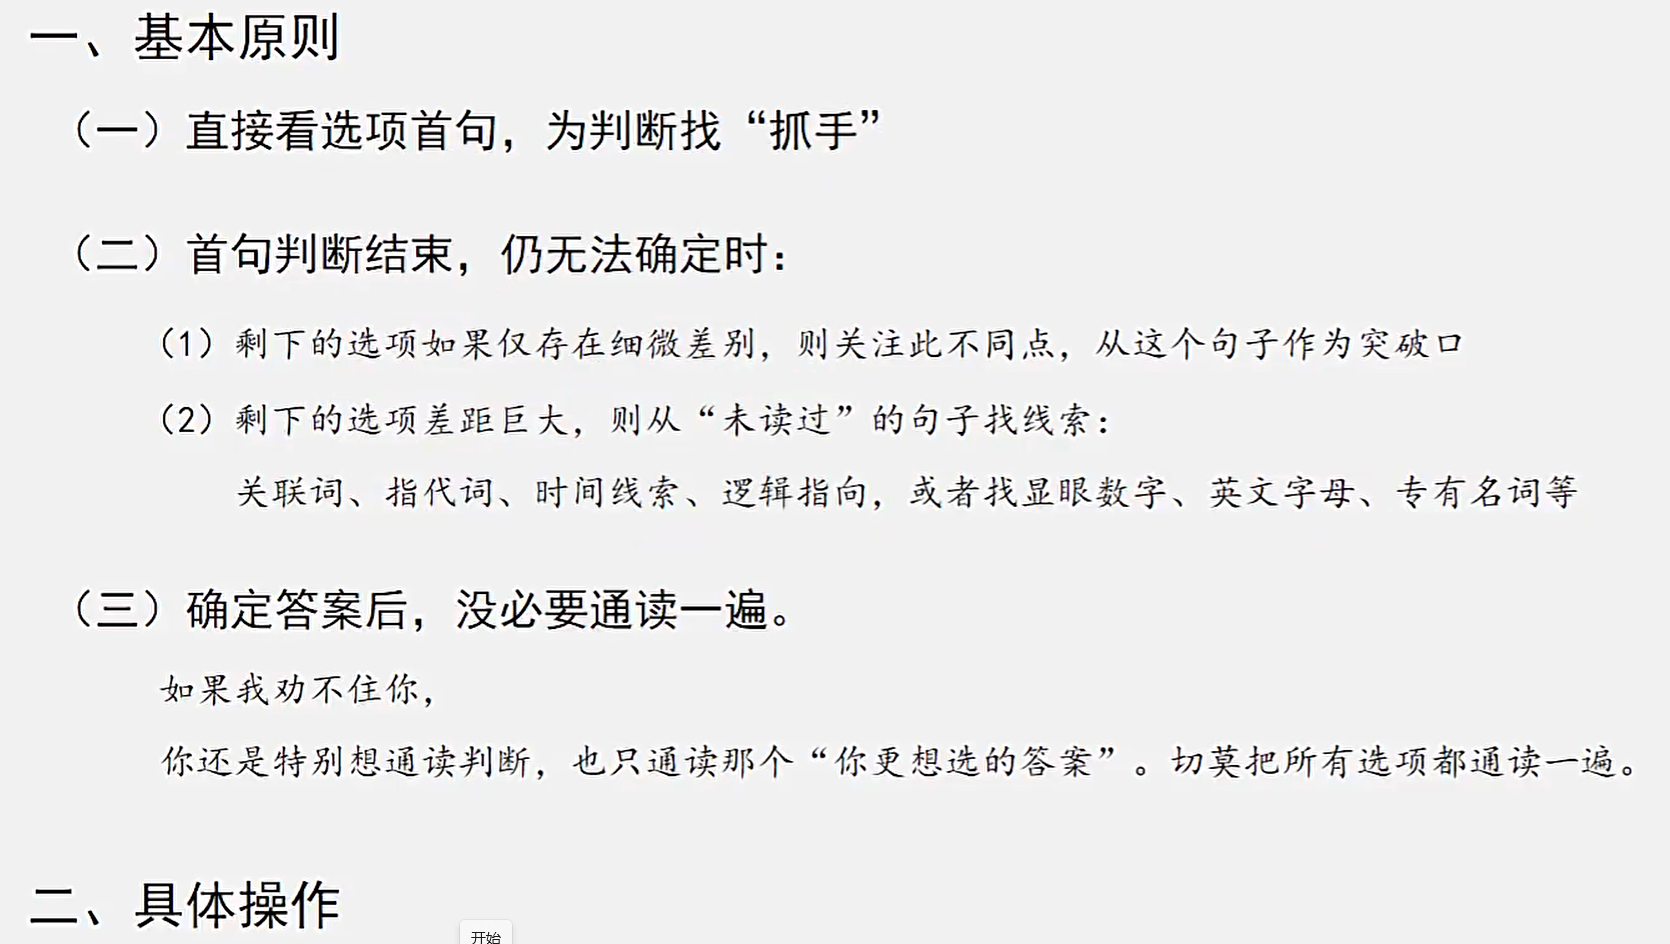 一、基本原则
（一）直接看选项首句，为判断找“抓手”
（二）首句判断结束，仍无法确定时：
（1）剩下的选项如果仅存在细微差别，则关注此不同点，从这个句子作为突破口
（2）剩下的选项差距巨大，则从“未读过”的句子找线索：
关联词、指代词、时间线索、逻辑指向，或者找显眼数字、英文字母、专有名词等
（三）确定答案后，没必要通读一遍。
如果我劝不住你，
你还是特别想通读判断，也只通读那个“你更想选的答案”。切莫把所有选项都通读一遍。
二、具体操作
开始